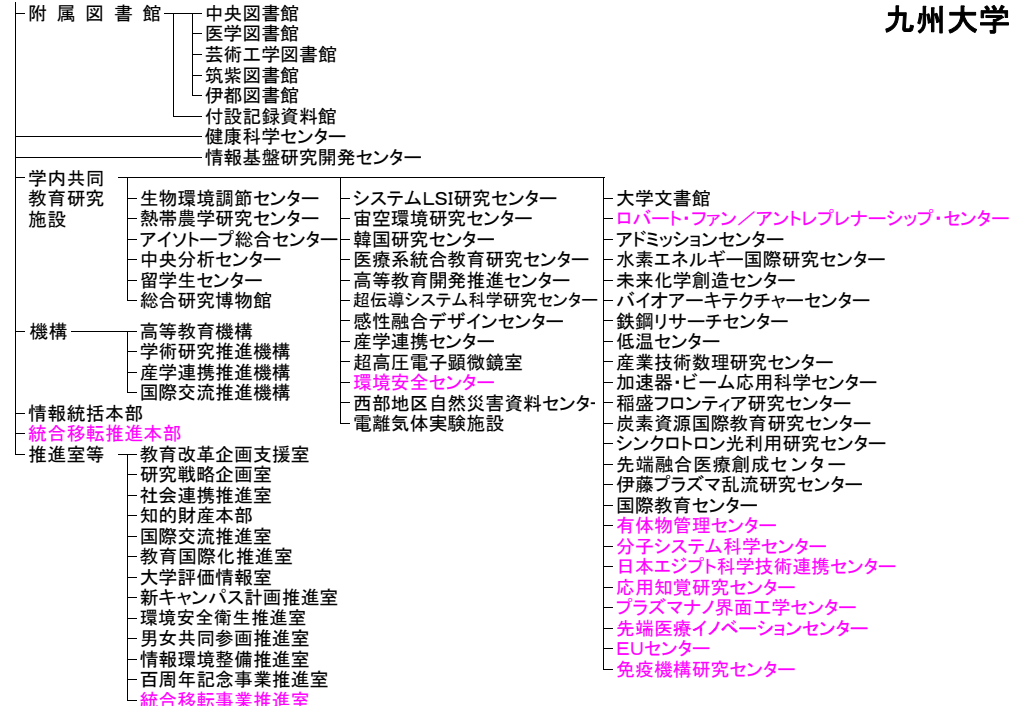 九州大学
附属図書館
中央図書館
医学図書館
芸術工学図書館
筑紫図書館
伊都図書館
付設記録資料館
健康科学センター
情報基盤研究開発センター
学内共同
教育研究
施設
生物環境調節センター
熱帯農学研究センター
アイソトープ総合センター
中央分析センター
留学生センター
総合研究博物館
システムLSI研究センター
宙空環境研究センター
韓国研究センター
医療系統合教育研究センター
高等教育開発推進センター
超伝導システム科学研究センター
感性融合デザインセンター
産学連携センター
超高圧電子顕微鏡室
環境安全センター
西部地区自然災害資料センター
電離気体実験施設
大学文書館
ロバート・ファン／アントレプレナーシップ・センター
アドミッションセンター
水素エネルギー国際研究センター
未来化学創造センター
バイオアーキテクチャーセンター
鉄鋼リサーチセンター
低温センター
産業技術数理研究センター
加速器・ビーム応用科学センター
稲盛フロンティア研究センター
炭素資源国際教育研究センター
シンクロトロン光利用研究センター
先端融合医療創成センター
伊藤プラズマ乱流研究センター
国際教育センター
有体物管理センター
分子システム科学センター
日本エジプト科学技術連携センター
応用知覚研究センター
プラズマナノ界面工学センター
先端医療イノベーションセンター
EUセンター
免疫機構研究センター
機構
高等教育機構
学術研究推進機構
産学連携推進機構
国際交流推進機構
情報統括本部
統合移転推進本部
推進室等
教育改革企画支援室
研究戦略企画室
社会連携推進室
知的財産本部
国際交流推進室
教育国際化推進室
大学評価情報室
新キャンパス計画推進室
環境安全衛生推進室
男女共同参画推進室
情報環境整備推進室
百周年記念事業推進室
統合移転事業推進室